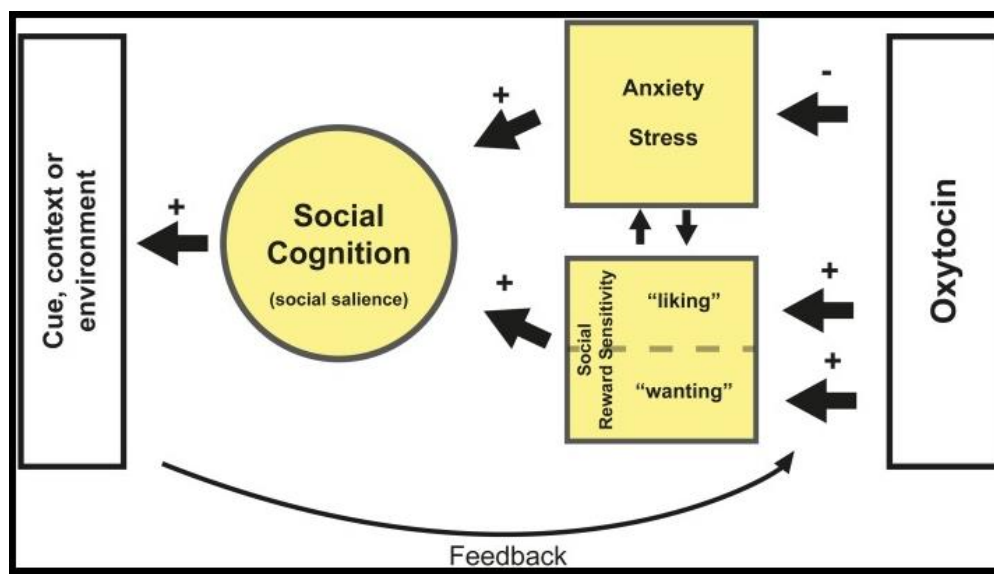 Cue, context or
environment
+
Social
Cognition
(social salience)
+
+
Anxiety
Stress
Social
Reward Sensitivity
“liking”
“wanting”
-
+
+
Oxytocin
Feedback